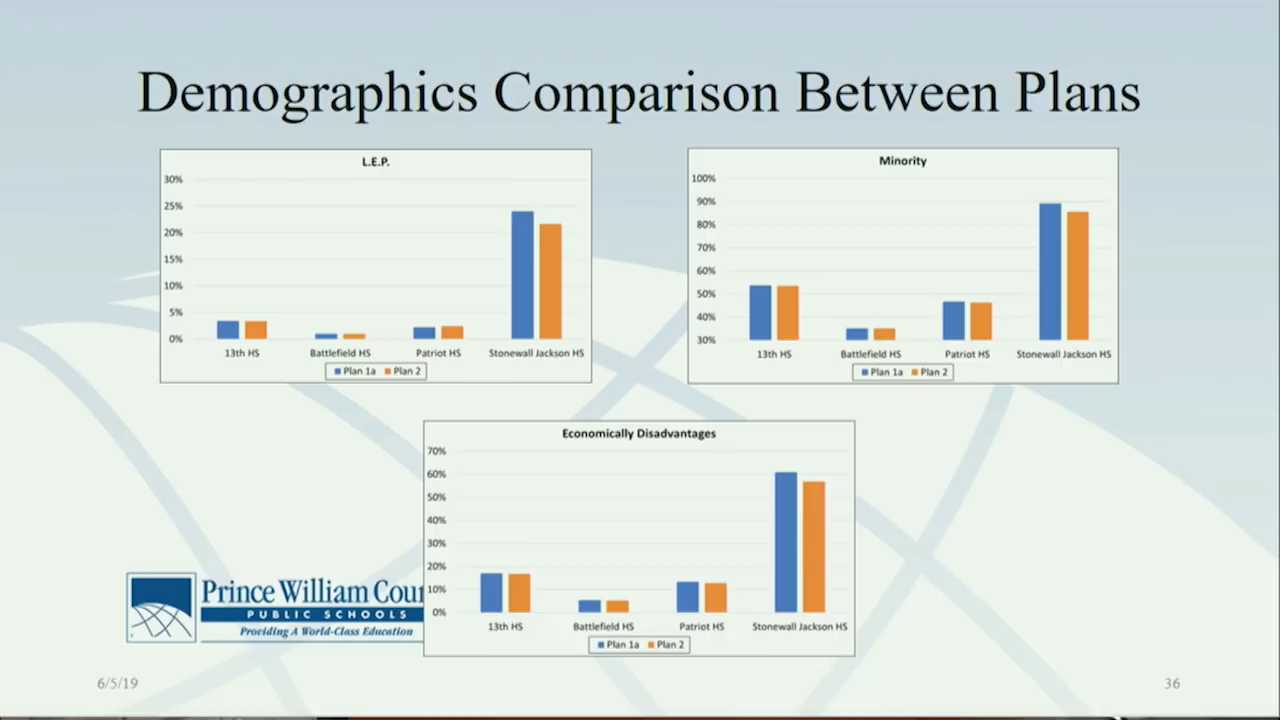 Demographics Comparison Between Plans
L.E.P.
30%
25%
20%
15%
10%
5%
0%
13th HS Battlefield HS Patriot HS Stonewall Jackson HS
Plan 1a Plan 2
Minority
100%
90%
80%
70%
60%
50%
40%
30%
13th HS Battlefield HS Patriot HS Stonewall Jackson HS
Plan 1a Plan 2
Economically Disadvantages
70%
60%
50%
40%
30%
20%
10%
0%
13th HS Battlefield HS Patriot HS Stonewall Jackson HS
Plan 1a Plan 2
Prince William Cou
PUBLIC SCHOOLS
Providing A World-Class Education
6/5/19
36